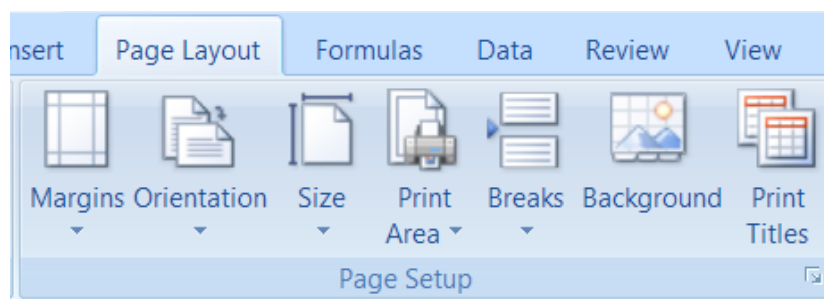 nsert Page Layout Formulas Data Review View
Margins Orientation Size Print Area Breaks Background Print Titles
Page Setup